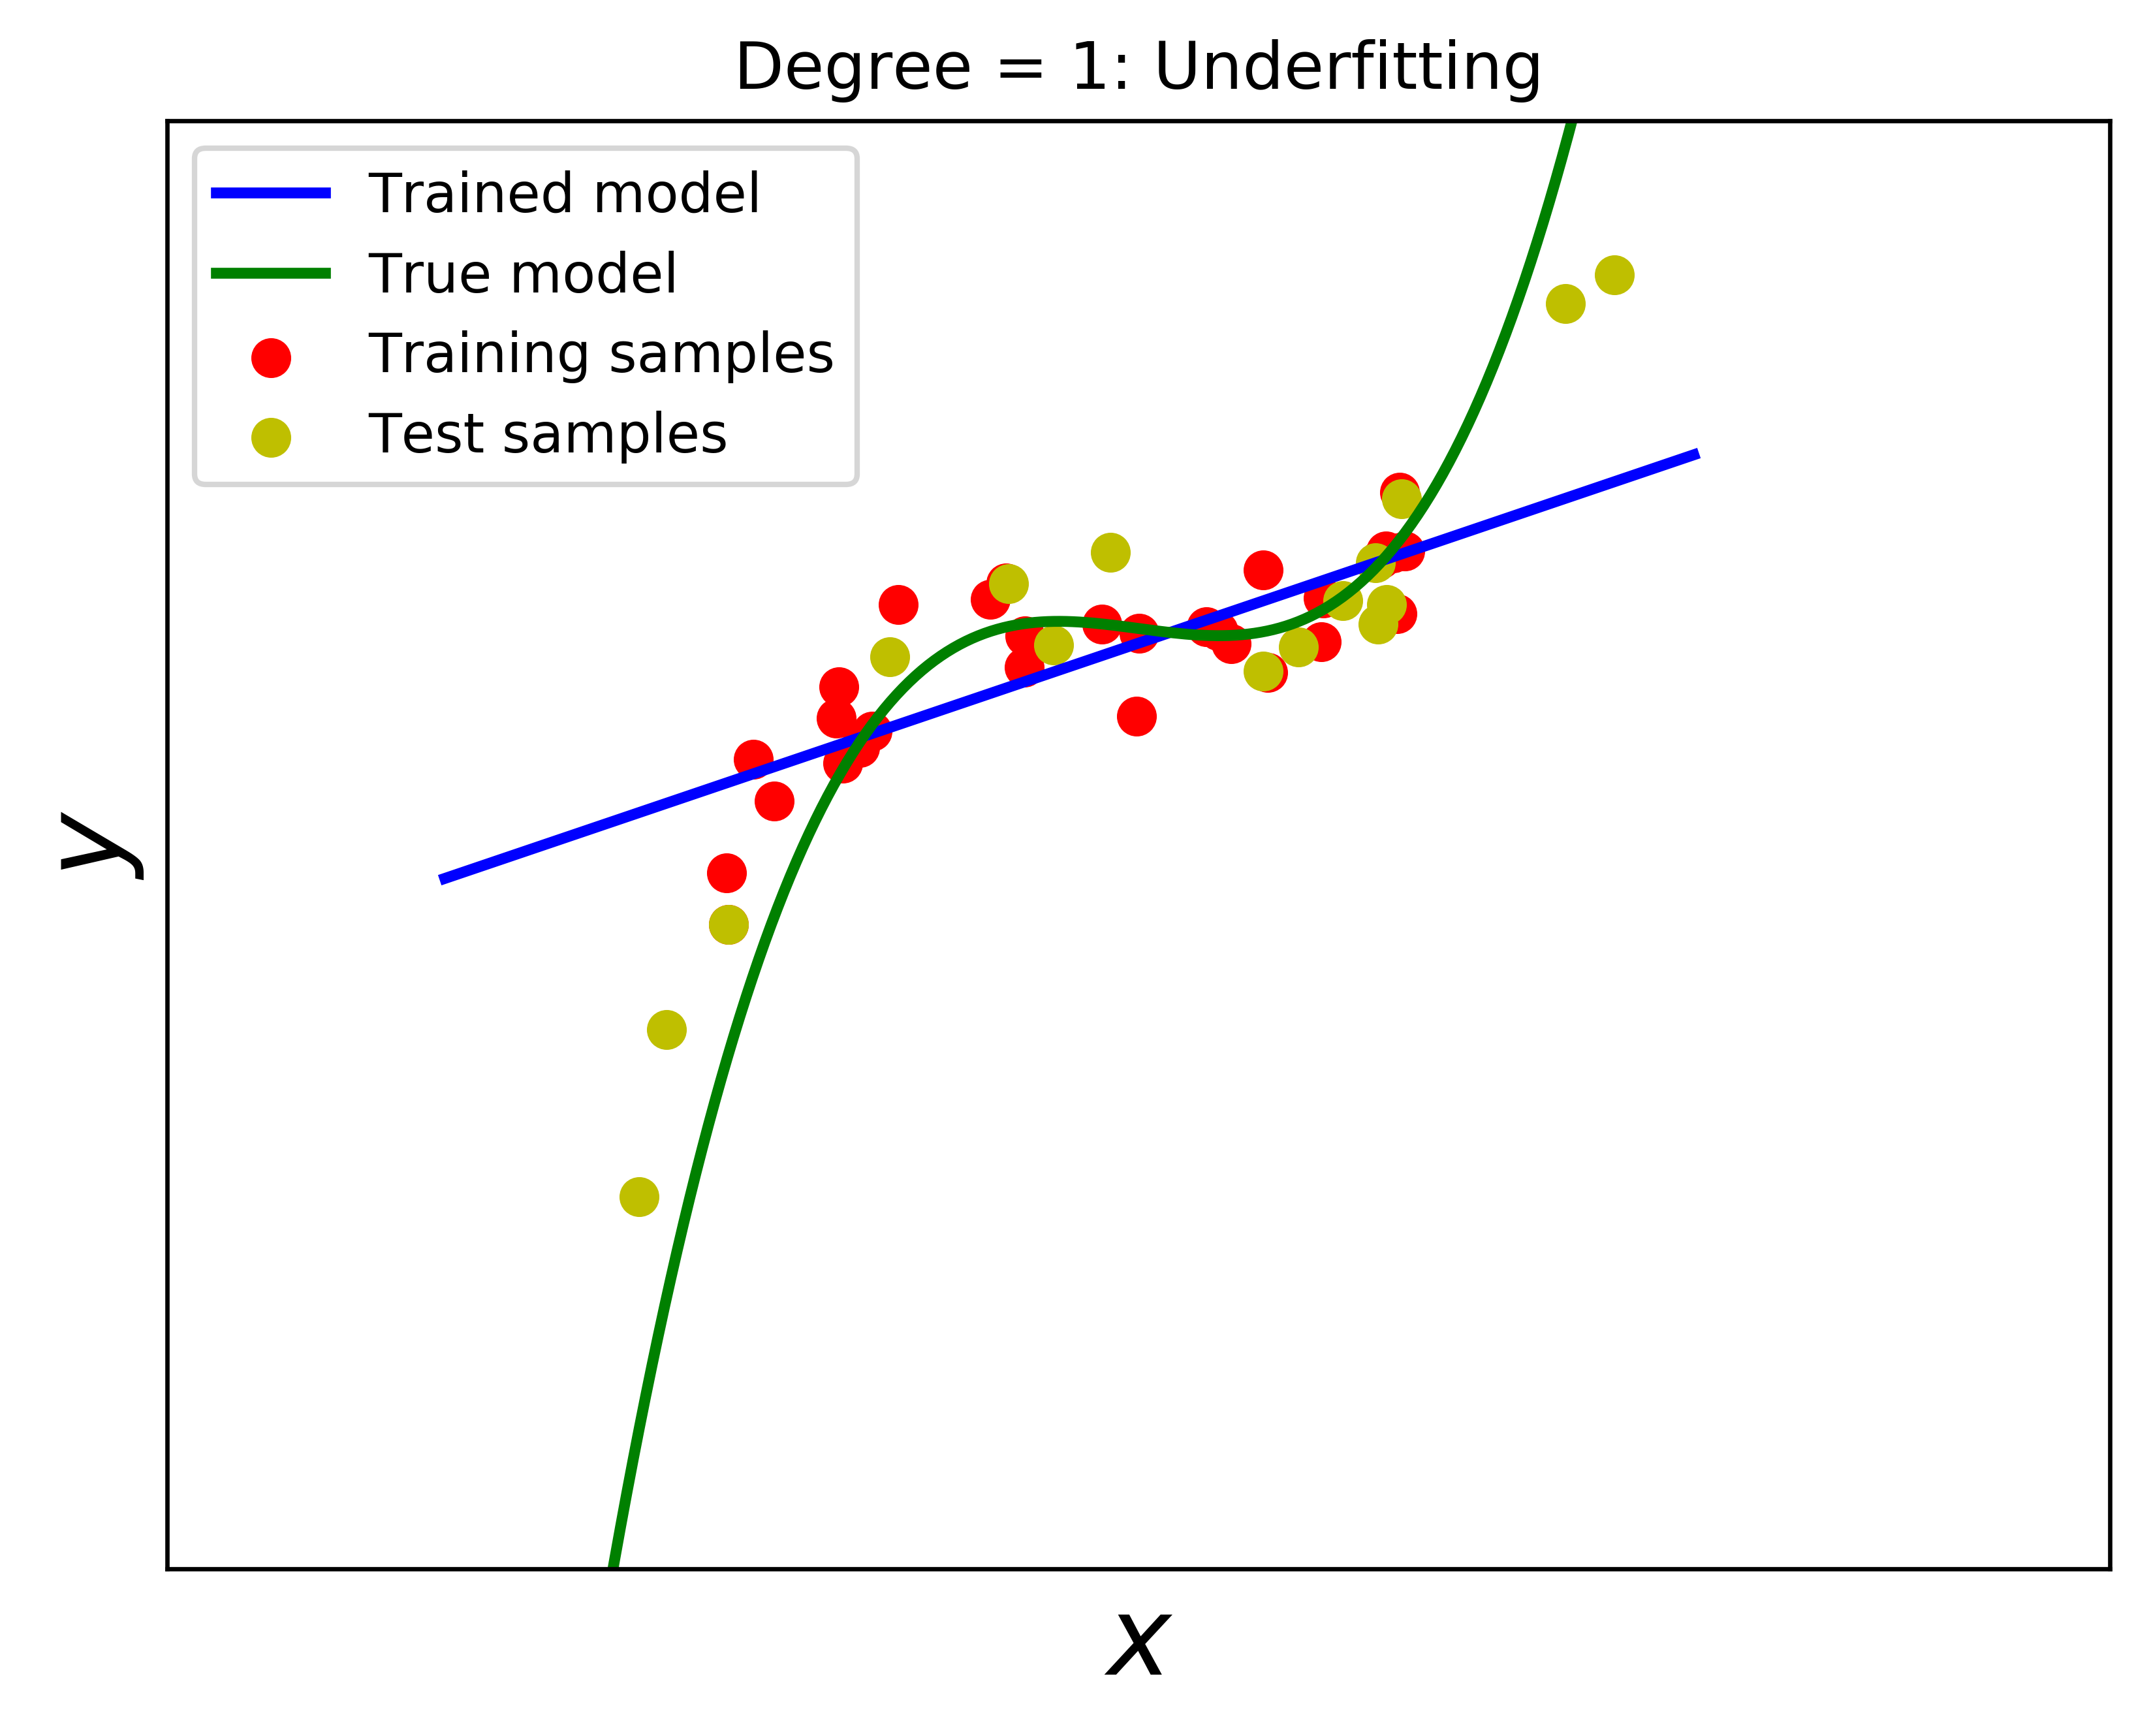 Degree = 1: Underfitting
Trained model
True model
Training samples
Test samples
y
x